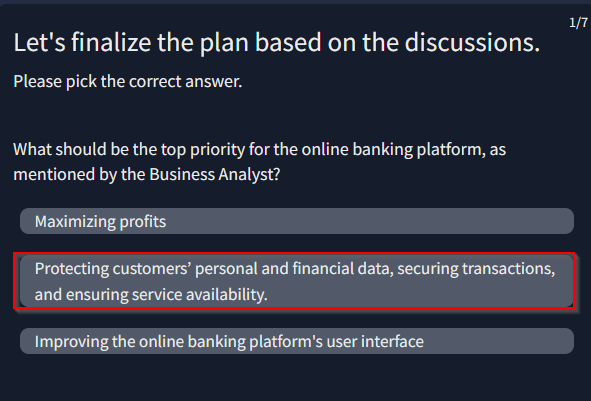 1/7
Let's finalize the plan based on the discussions.
Please pick the correct answer.
What should be the top priority for the online banking platform, as
mentioned by the Business Analyst?
Maximizing profits
Protecting customers’ personal and financial data, securing transactions,
and ensuring service availability.
Improving the online banking platform's user interface